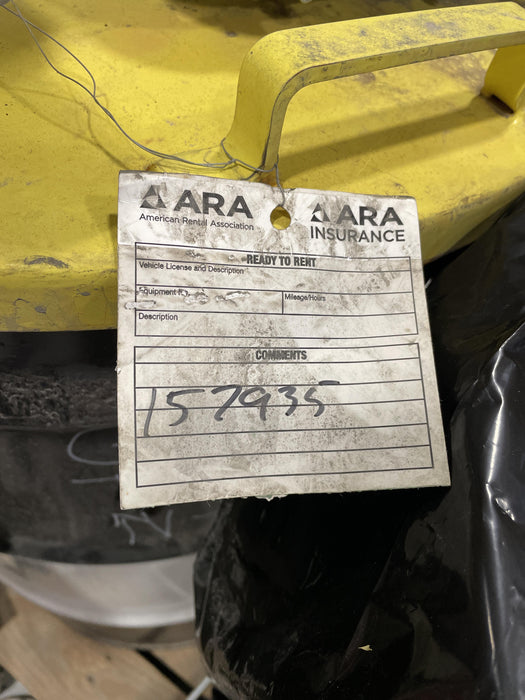 ARA
American Rental Association
ARA
INSURANCE
READY TO RENT
Vehicle License and Description
Equipment
Mileage/Hours
Description
COMMENTS
157935